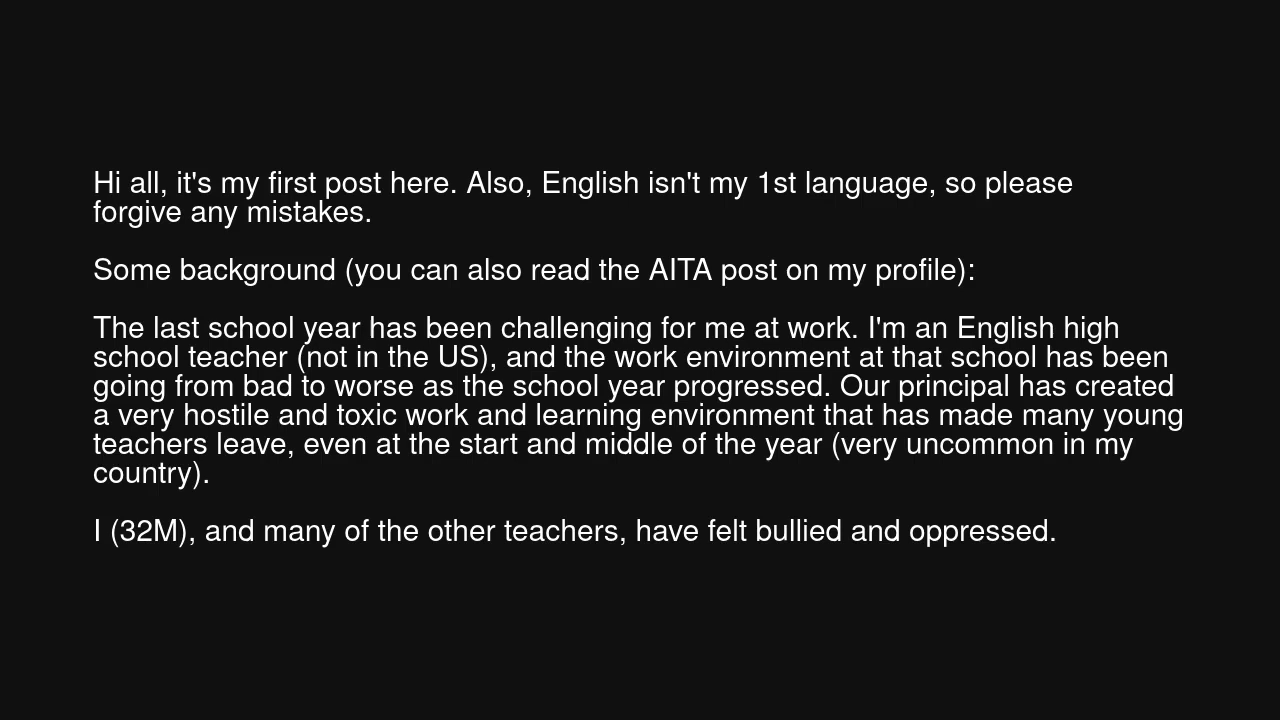 Hi all, it's my first post here. Also, English isn't my 1st language, so please
forgive any mistakes.
Some background (you can also read the AITA post on my profile):
The last school year has been challenging for me at work. I'm an English high
school teacher (not in the US), and the work environment at that school has been
going from bad to worse as the school year progressed. Our principal has created
a very hostile and toxic work and learning environment that has made many young
teachers leave, even at the start and middle of the year (very uncommon in my
country).
I (32M), and many of the other teachers, have felt bullied and oppressed.